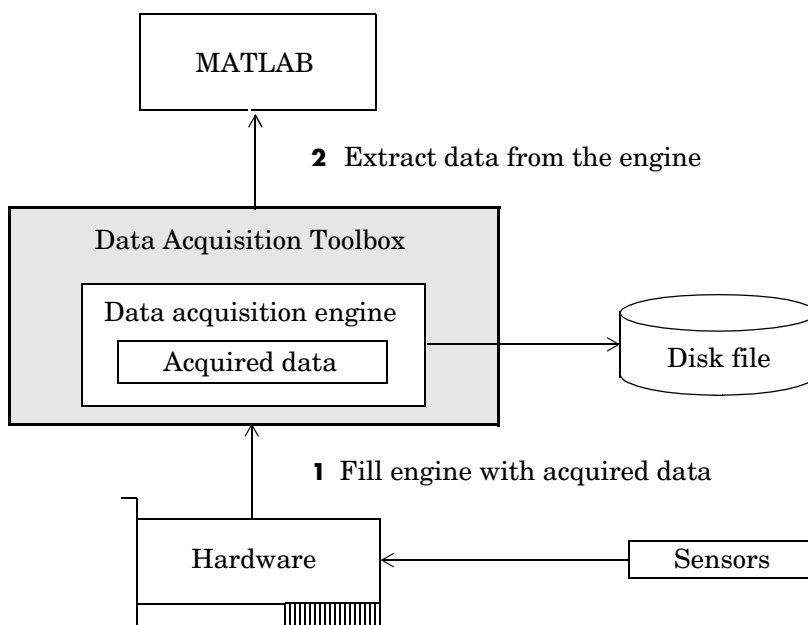 MATLAB
2 Extract data from the engine
Data Acquisition Toolbox
Data acquisition engine
Acquired data
Disk file
1 Fill engine with acquired data
Hardware
Sensors